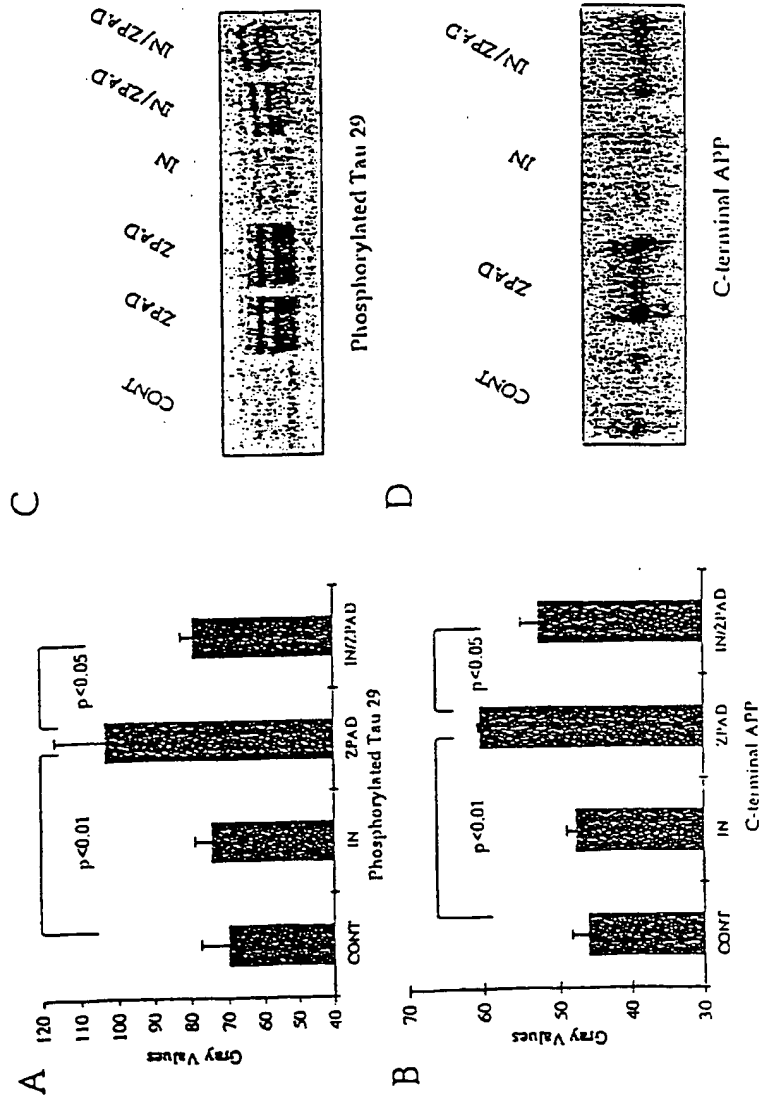 A
Gray Values
120
110
100
90
80
70
60
50
40
p<0.01
p<0.05
CONT
IN
ZPAD
IN/ZPAD
Phosphorylated Tau 29
B
Gray Values
70
60
50
40
30
p<0.01
p<0.05
CONT
IN
ZPAD
IN/ZPAD
C-terminal APP
C
CONT
ZPAD
ZPAD
IN
IN/ZPAD
IN/ZPAD
Phosphorylated Tau 29
D
CONT
ZPAD
IN
IN/ZPAD
C-terminal APP